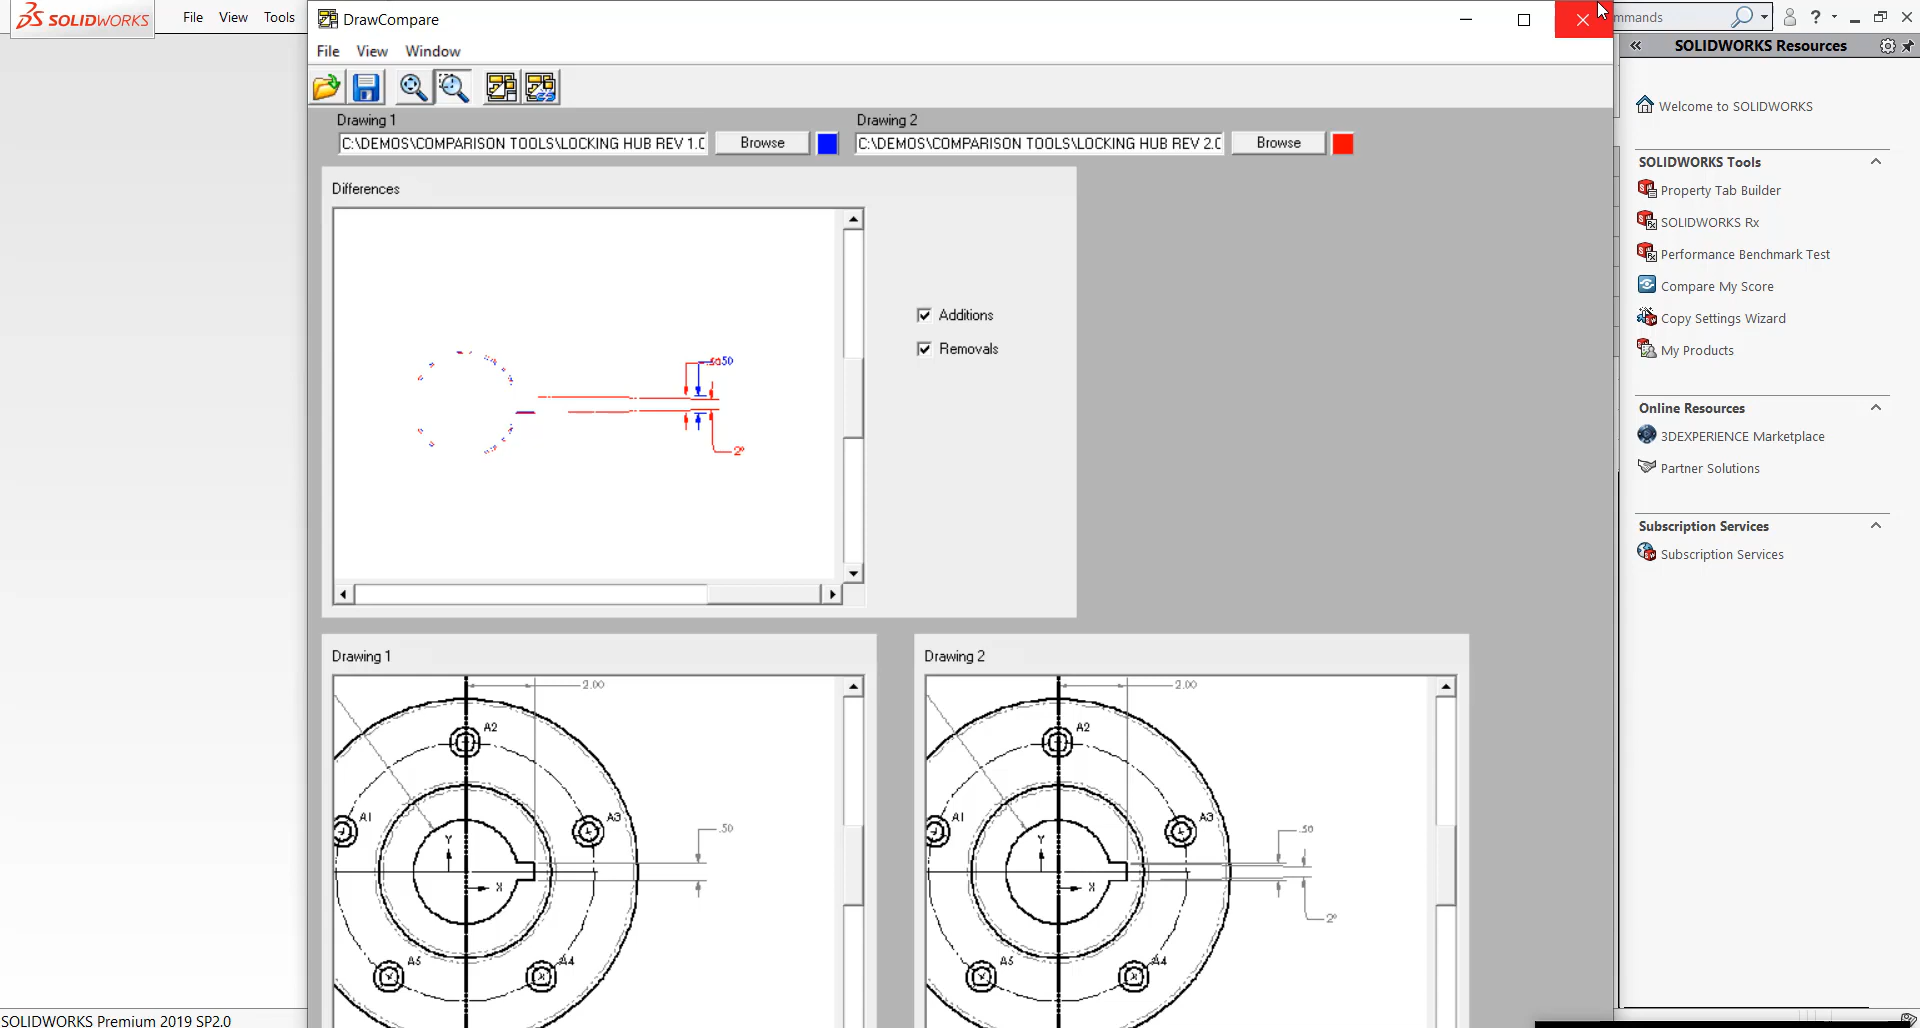 SOLIDWORKS
File View Tools
DrawCompare
mmands
?
SOLIDWORKS Resources
File View Window
Drawing 1
C:\DEMOS\COMPARISON TOOLS\LOCKING HUB REV 1.C
Browse
Drawing 2
C:\DEMOS\COMPARISON TOOLS\LOCKING HUB REV 2.C
Browse
Differences
.50
2°
Additions
Removals
Drawing 1
2.00
A2
A1
A3
Y
X
.50
A5
A4
Drawing 2
2.00
A2
A1
A3
Y
X
.50
2°
A5
A4
Welcome to SOLIDWORKS
SOLIDWORKS Tools
Property Tab Builder
SOLIDWORKS Rx
Performance Benchmark Test
Compare My Score
Copy Settings Wizard
My Products
Online Resources
3DEXPERIENCE Marketplace
Partner Solutions
Subscription Services
Subscription Services
SOLIDWORKS Premium 2019 SP2.0